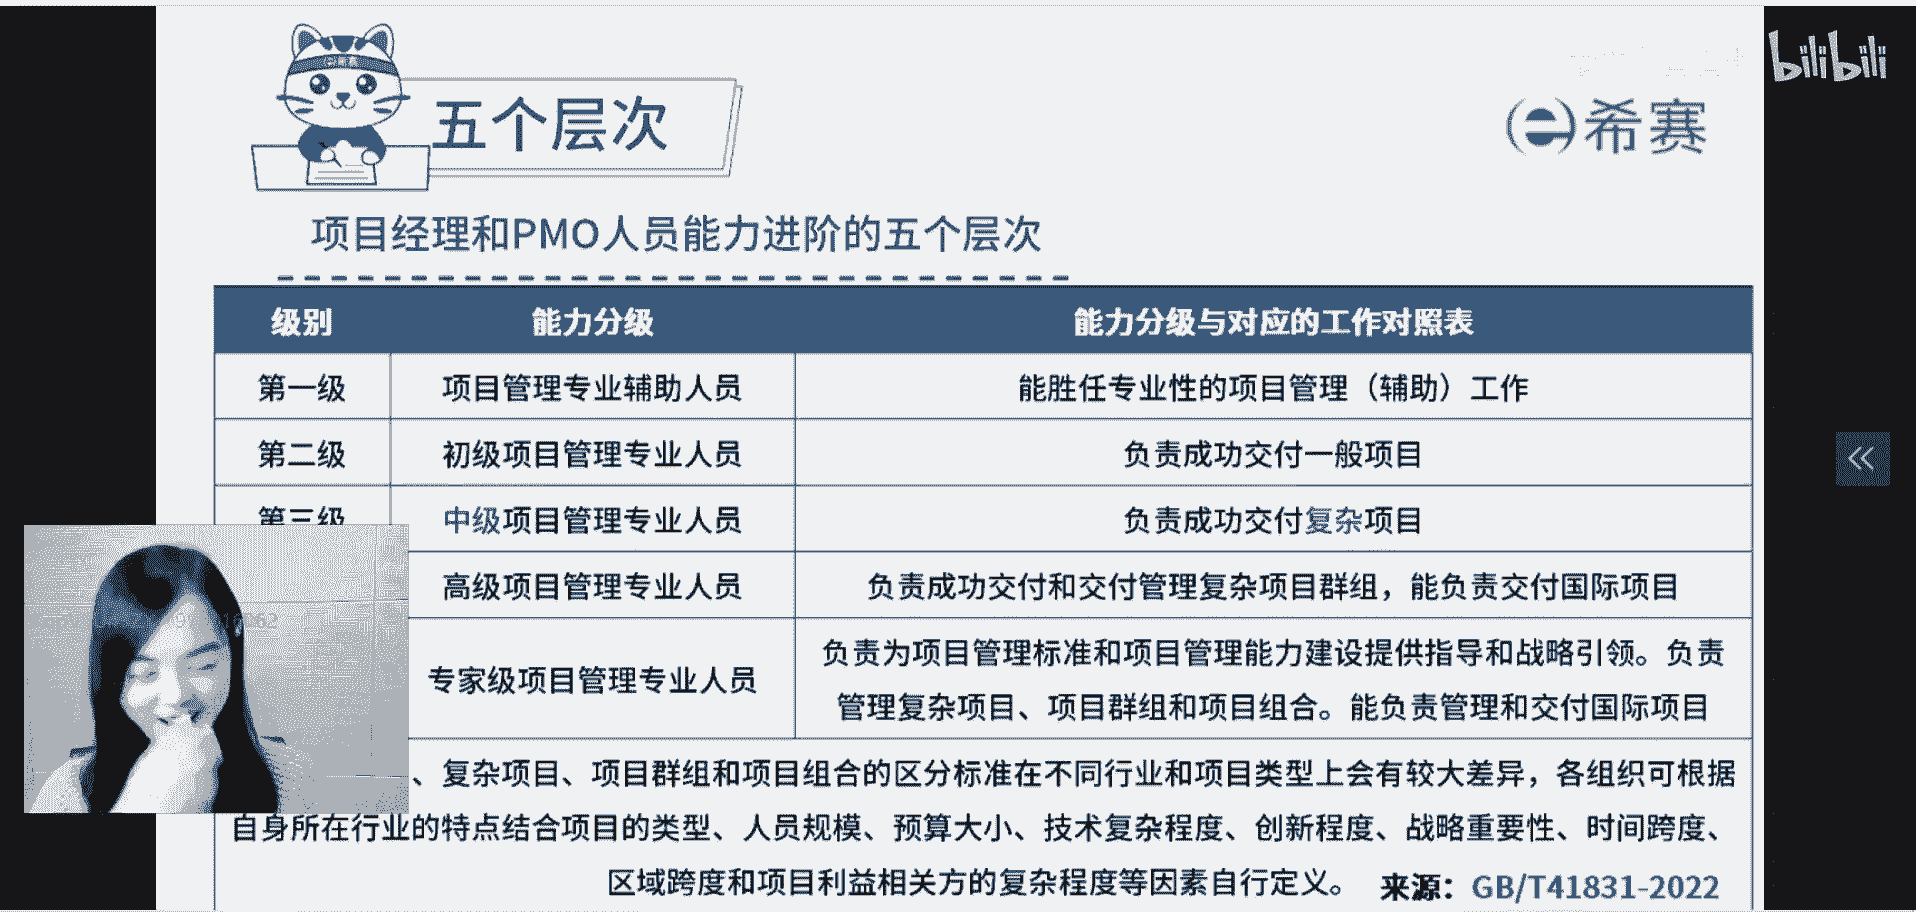 bilibili
五个层次
希赛
项目经理和PMO人员能力进阶的五个层次
级别 能力分级 能力分级与对应的工作对照表
第一级 项目管理专业辅助人员 能胜任专业性的项目管理（辅助）工作
第二级 初级项目管理专业人员 负责成功交付一般项目
第三级 中级项目管理专业人员 负责成功交付复杂项目
高级项目管理专业人员 负责成功交付和交付管理复杂项目群组，能负责交付国际项目
专家级项目管理专业人员 负责为项目管理标准和项目管理能力建设提供指导和战略引领。负责
管理复杂项目、项目群组和项目组合。能负责管理和交付国际项目
、复杂项目、项目群组和项目组合的区分标准在不同行业和项目类型上会有较大差异，各组织可根据
自身所在行业的特点结合项目的类型、人员规模、预算大小、技术复杂程度、创新程度、战略重要性、时间跨度、
区域跨度和项目利益相关方的复杂程度等因素自行定义。
来源：GB/T41831-2022